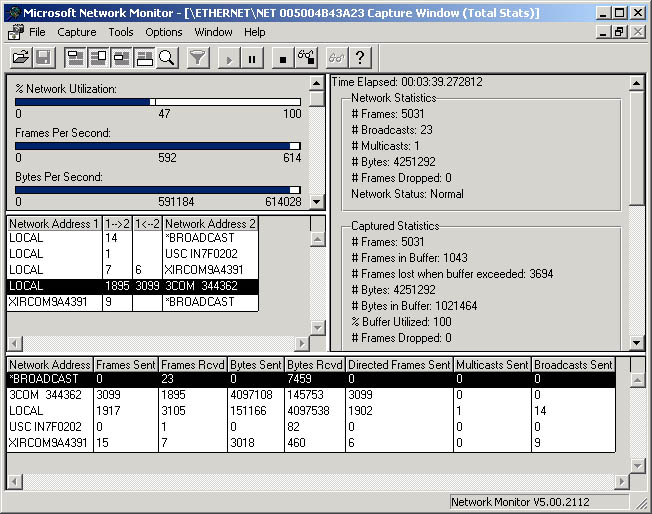 Microsoft Network Monitor - [\ETHERNET\NET 005004B43A23 Capture Window (Total Stats)]
File Capture Tools Options Window Help
% Network Utilization:
0 47 100
Frames Per Second:
0 592 614
Bytes Per Second:
0 591184 614028
Time Elapsed: 00:03:39.272812
Network Statistics
# Frames: 5031
# Broadcasts: 23
# Multicasts: 1
# Bytes: 4251292
# Frames Dropped: 0
Network Status: Normal
Captured Statistics
# Frames: 5031
# Frames in Buffer: 1043
# Frames lost when buffer exceeded: 3694
# Bytes: 4251292
# Bytes in Buffer: 1021464
% Buffer Utilized: 100
# Frames Dropped: 0
Network Address 1 1-->2 1<--2 Network Address 2
LOCAL 14 *BROADCAST
LOCAL 1 USC IN7F0202
LOCAL 7 6 XIRCOM9A4391
LOCAL 1895 3099 3COM 344362
XIRCOM9A4391 9 *BROADCAST
Network Address Frames Sent Frames Rcvd Bytes Sent Bytes Rcvd Directed Frames Sent Multicasts Sent Broadcasts Sent
*BROADCAST 0 23 0 7459 0 0 0
3COM 344362 3099 1895 4097108 145753 3099 0 0
LOCAL 1917 3105 151166 4097538 1902 1 14
USC IN7F0202 0 1 0 82 0 0 0
XIRCOM9A4391 15 7 3018 460 6 0 9
Network Monitor V5.00.2112